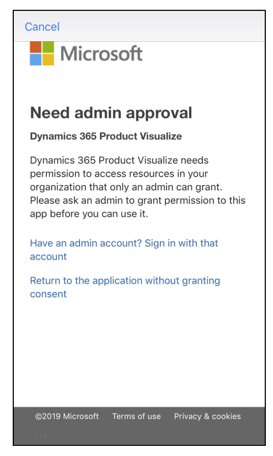 Cancel
Microsoft
Need admin approval
Dynamics 365 Product Visualize
Dynamics 365 Product Visualize needs
permission to access resources in your
organization that only an admin can grant.
Please ask an admin to grant permission to this
app before you can use it.
Have an admin account? Sign in with that
account
Return to the application without granting
consent
©2019 Microsoft Terms of use Privacy & cookies
...